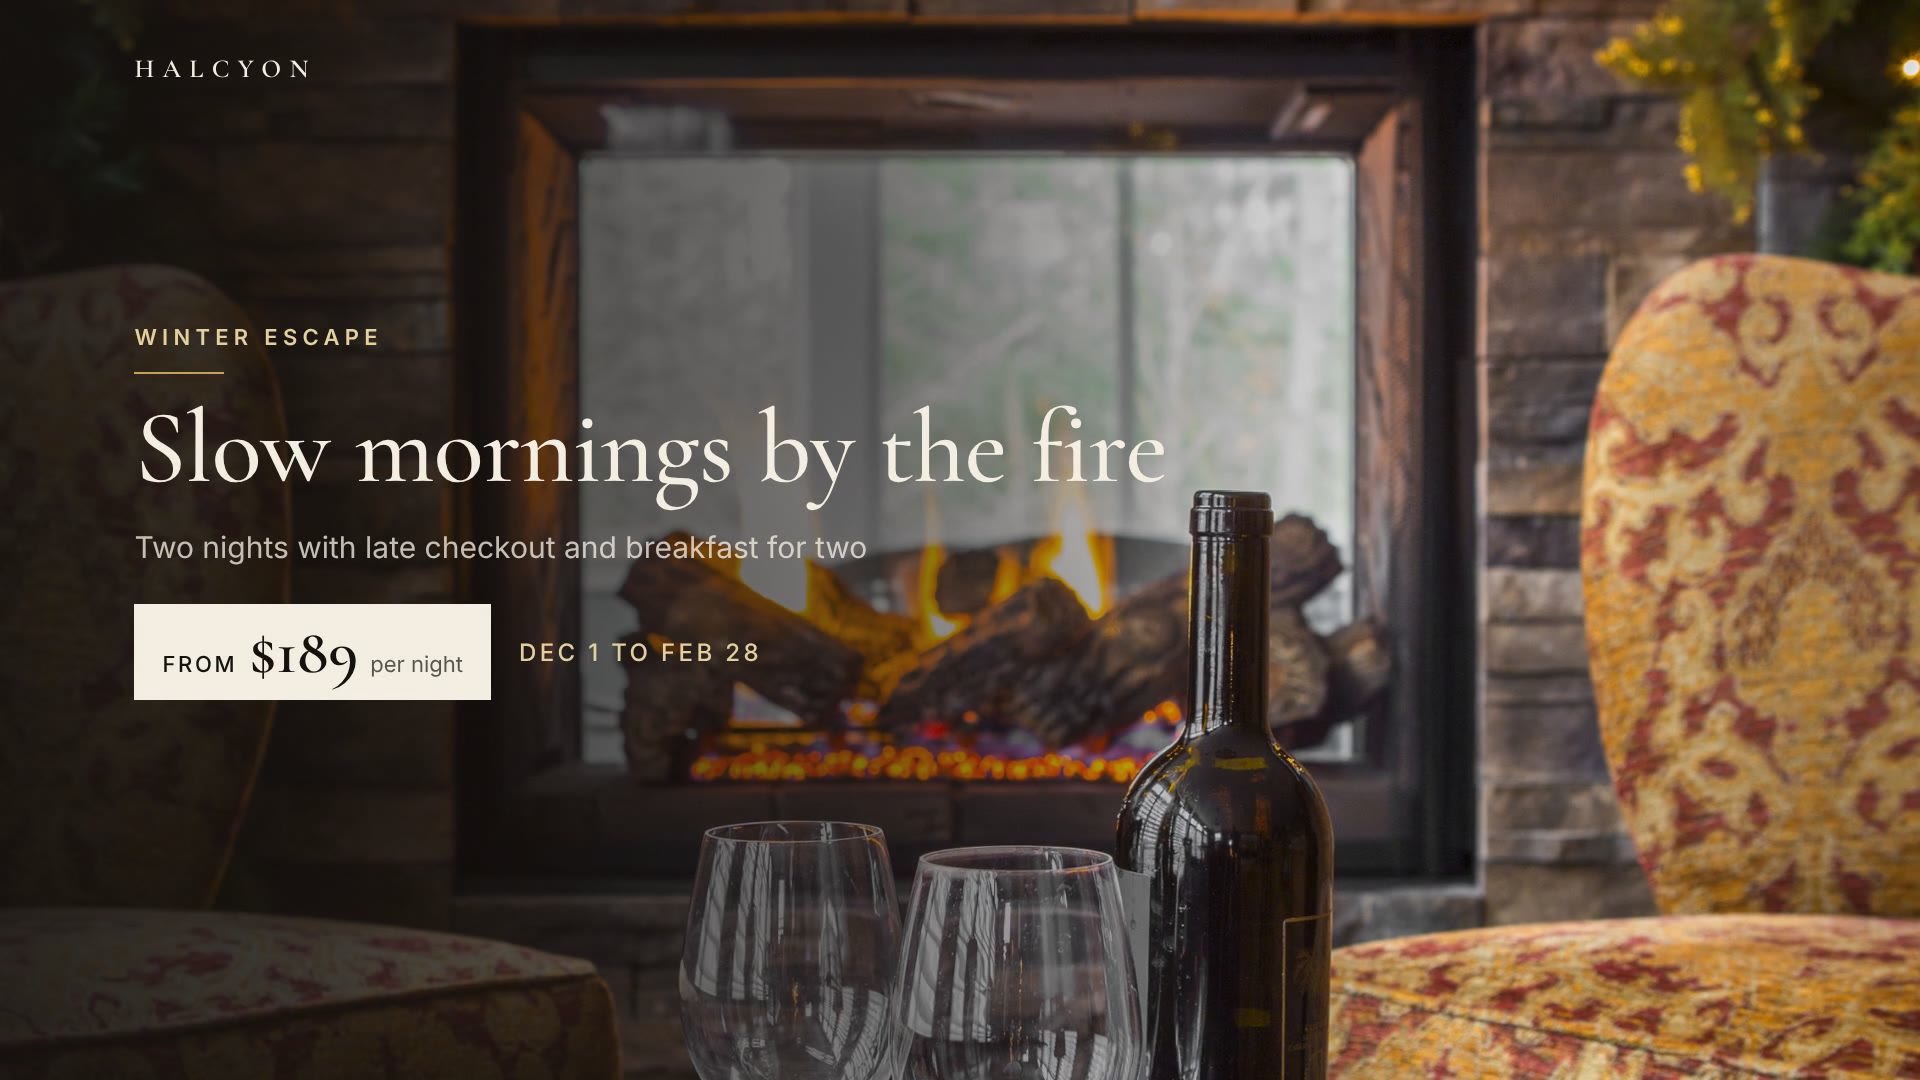 HALCYON
WINTER ESCAPE
Slow mornings by the fire
Two nights with late checkout and breakfast for two
FROM $189 per night
DEC 1 TO FEB 28